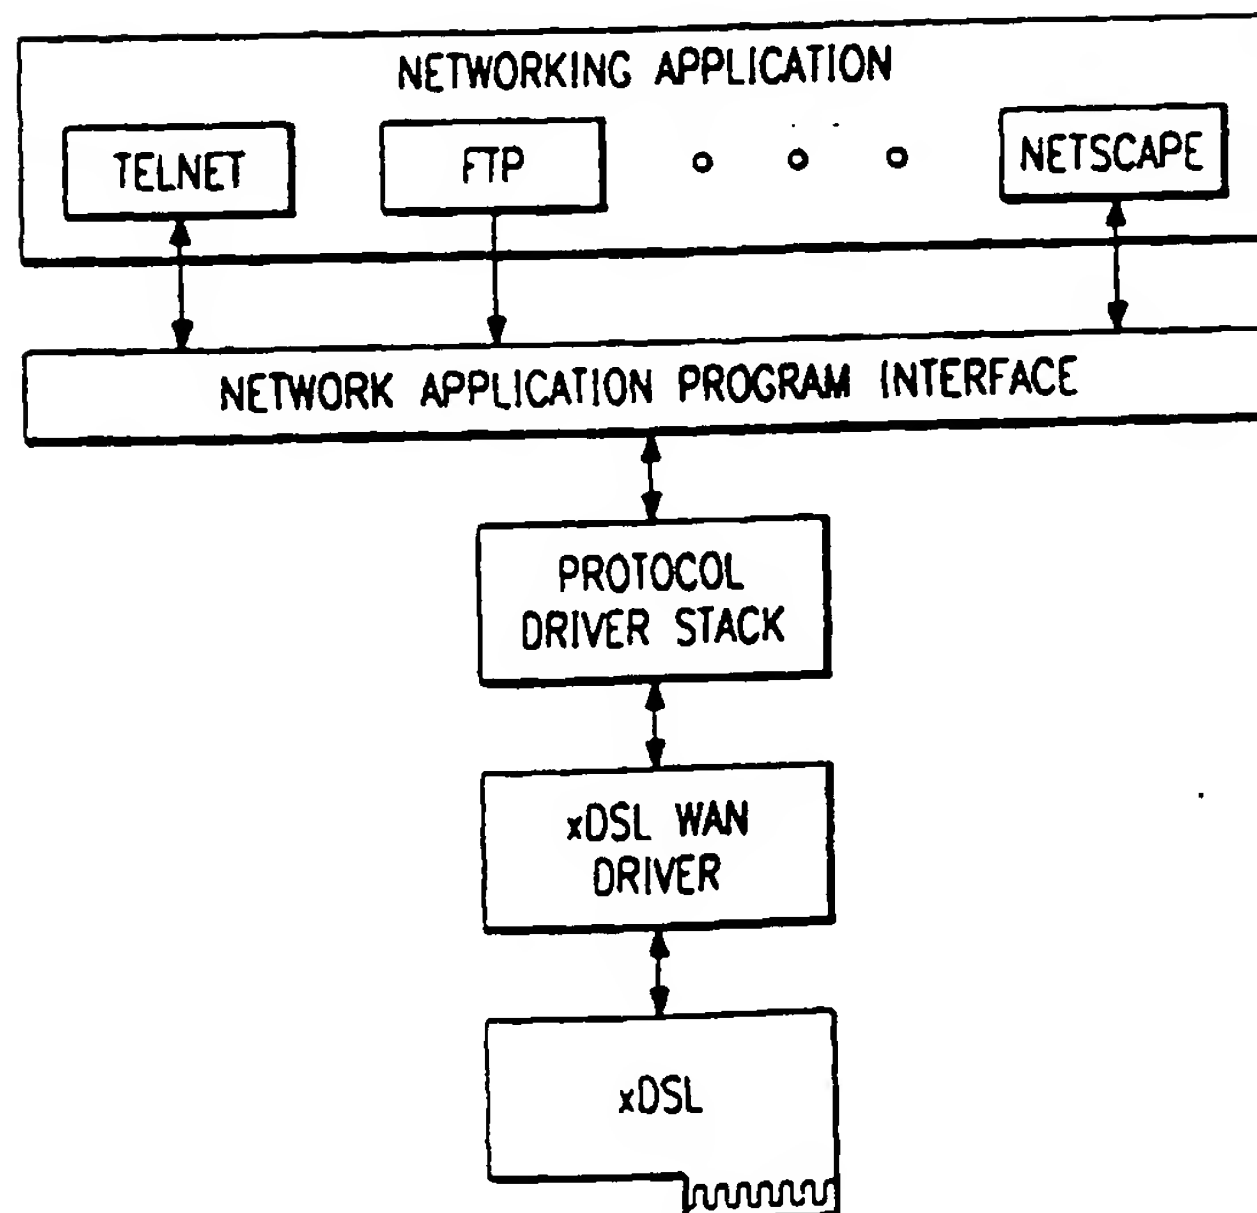 NETWORKING APPLICATION
TELNET
FTP
NETSCAPE
NETWORK APPLICATION PROGRAM INTERFACE
PROTOCOL
DRIVER STACK
xDSL WAN
DRIVER
xDSL